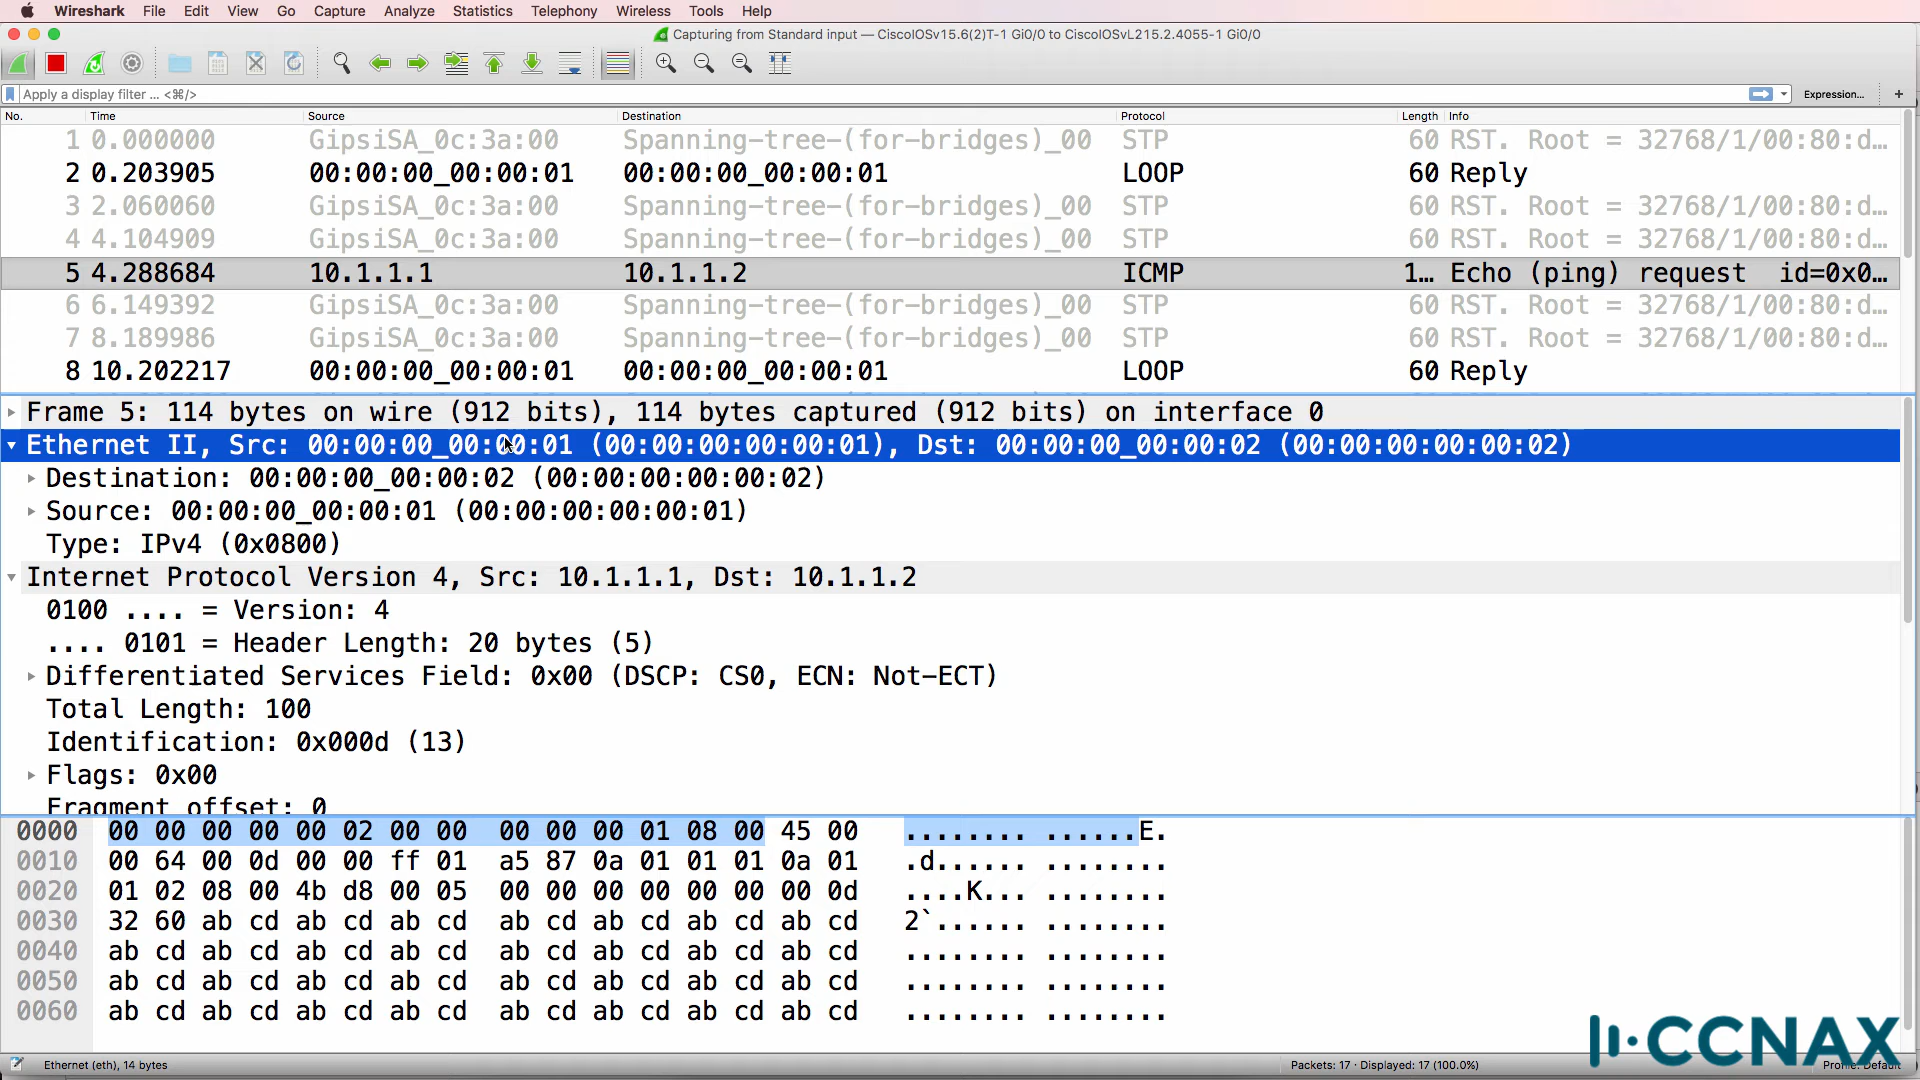 Wireshark File Edit View Go Capture Analyze Statistics Telephony Wireless Tools Help
Capturing from Standard input — CiscoIOSv15.6(2)T-1 Gi0/0 to CiscoIOSvL215.2.4055-1 Gi0/0
Apply a display filter ... <⌘/> Expression... +
No. Time Source Destination Protocol Length Info
1 0.000000 GipsiSA_0c:3a:00 Spanning-tree-(for-bridges)_00 STP 60 RST. Root = 32768/1/00:80:d…
2 0.203905 00:00:00_00:00:01 00:00:00_00:00:01 LOOP 60 Reply
3 2.060060 GipsiSA_0c:3a:00 Spanning-tree-(for-bridges)_00 STP 60 RST. Root = 32768/1/00:80:d…
4 4.104909 GipsiSA_0c:3a:00 Spanning-tree-(for-bridges)_00 STP 60 RST. Root = 32768/1/00:80:d…
5 4.288684 10.1.1.1 10.1.1.2 ICMP 1… Echo (ping) request id=0x0…
6 6.149392 GipsiSA_0c:3a:00 Spanning-tree-(for-bridges)_00 STP 60 RST. Root = 32768/1/00:80:d…
7 8.189986 GipsiSA_0c:3a:00 Spanning-tree-(for-bridges)_00 STP 60 RST. Root = 32768/1/00:80:d…
8 10.202217 00:00:00_00:00:01 00:00:00_00:00:01 LOOP 60 Reply
Frame 5: 114 bytes on wire (912 bits), 114 bytes captured (912 bits) on interface 0
Ethernet II, Src: 00:00:00_00:00:01 (00:00:00:00:00:01), Dst: 00:00:00_00:00:02 (00:00:00:00:00:02)
Destination: 00:00:00_00:00:02 (00:00:00:00:00:02)
Source: 00:00:00_00:00:01 (00:00:00:00:00:01)
Type: IPv4 (0x0800)
Internet Protocol Version 4, Src: 10.1.1.1, Dst: 10.1.1.2
0100 .... = Version: 4
.... 0101 = Header Length: 20 bytes (5)
Differentiated Services Field: 0x00 (DSCP: CS0, ECN: Not-ECT)
Total Length: 100
Identification: 0x000d (13)
Flags: 0x00
Fragment offset: 0
0000 00 00 00 00 00 02 00 00 00 00 00 01 08 00 45 00 ........ ......E.
0010 00 64 00 0d 00 00 ff 01 a5 87 0a 01 01 01 0a 01 .d...... ........
0020 01 02 08 00 4b d8 00 05 00 00 00 00 00 00 00 0d ....K... ........
0030 32 60 ab cd ab cd ab cd ab cd ab cd ab cd ab cd 2`...... ........
0040 ab cd ab cd ab cd ab cd ab cd ab cd ab cd ab cd ........ ........
0050 ab cd ab cd ab cd ab cd ab cd ab cd ab cd ab cd ........ ........
0060 ab cd ab cd ab cd ab cd ab cd ab cd ab cd ab cd ........ ........
CCNAX
Ethernet (eth), 14 bytes Packets: 17 · Displayed: 17 (100.0%) Profile: Default